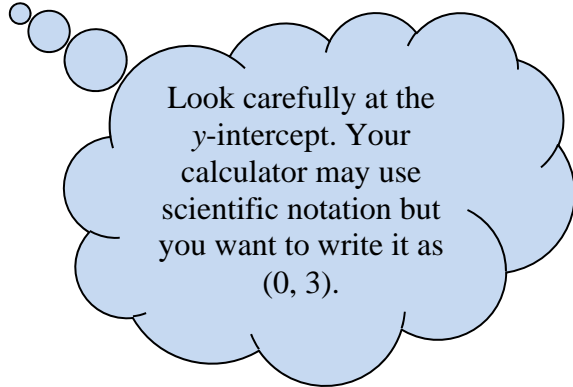 Look carefully at the
y-intercept. Your
calculator may use
scientific notation but
you want to write it as
(0, 3).